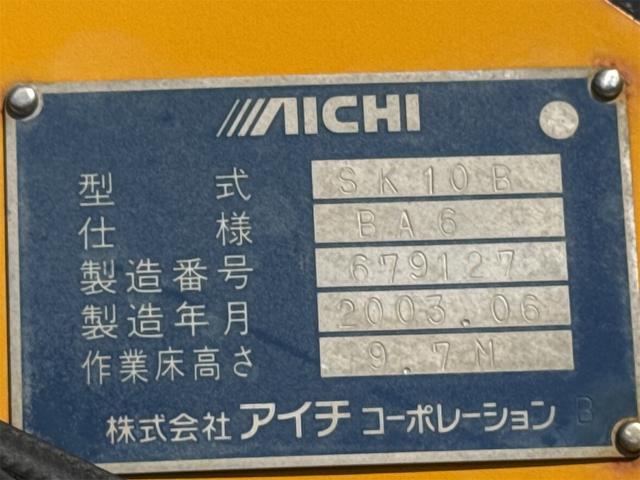 AICHI
型 式 SK10B
仕 様 BA6
製造番号 679127
製造年月 2003.06
作業床高さ 9.7M
株式会社 アイチ コーポレーション B